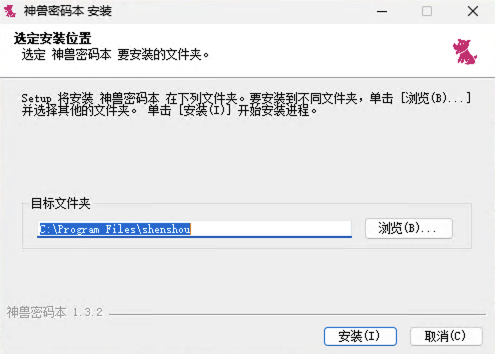 神兽密码本 安装
选定安装位置
选定 神兽密码本 要安装的文件夹。
Setup 将安装 神兽密码本 在下列文件夹。要安装到不同文件夹，单击 [浏览(B)...]
并选择其他的文件夹。 单击 [安装(I)] 开始安装进程。
目标文件夹
C:\Program Files\shenshou
浏览(B)...
神兽密码本 1.3.2
安装(I)
取消(C)